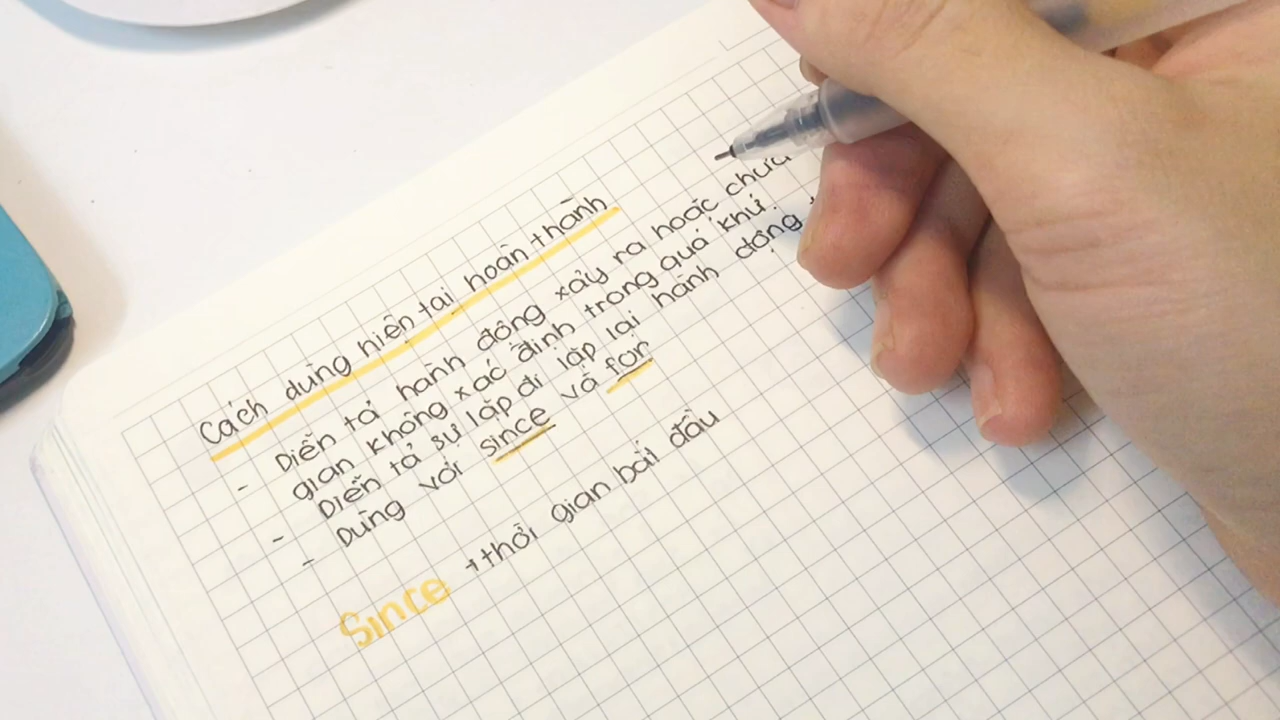 Cách dùng hiện tại hoàn thành
- Diễn tả hành động xảy ra hoặc chưa
gian không xác định trong quá khứ.
- Diễn tả sự lặp đi lặp lại hành động
- Dùng với since và for
Since + thời gian bắt đầu